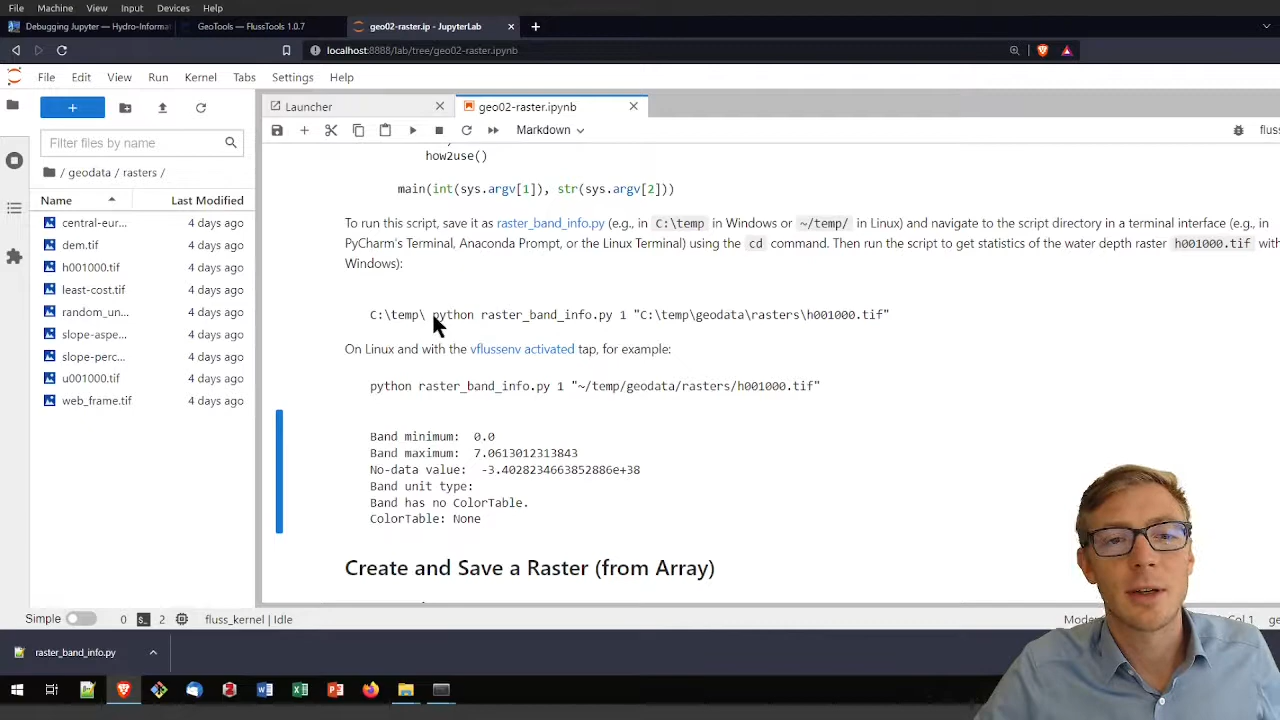 File Machine View Input Devices Help
Debugging Jupyter — Hydro-Informat
GeoTools — FlussTools 1.0.7
geo02-raster.ip - JupyterLab
localhost:8888/lab/tree/geo02-raster.ipynb
File Edit View Run Kernel Tabs Settings Help
Launcher
geo02-raster.ipynb
Markdown
fluss
Filter files by name
/ geodata / rasters /
Name Last Modified
central-eur... 4 days ago
dem.tif 4 days ago
h001000.tif 4 days ago
least-cost.tif 4 days ago
random_un... 4 days ago
slope-aspe... 4 days ago
slope-perc... 4 days ago
u001000.tif 4 days ago
web_frame.tif 4 days ago
how2use()
main(int(sys.argv[1]), str(sys.argv[2]))
To run this script, save it as raster_band_info.py (e.g., in C:\temp in Windows or ~/temp/ in Linux) and navigate to the script directory in a terminal interface (e.g., in
PyCharm's Terminal, Anaconda Prompt, or the Linux Terminal) using the cd command. Then run the script to get statistics of the water depth raster h001000.tif with
Windows):
C:\temp\ python raster_band_info.py 1 "C:\temp\geodata\rasters\h001000.tif"
On Linux and with the vflussenv activated tap, for example:
python raster_band_info.py 1 "~/temp/geodata/rasters/h001000.tif"
Band minimum: 0.0
Band maximum: 7.0613012313843
No-data value: -3.4028234663852886e+38
Band unit type:
Band has no ColorTable.
ColorTable: None
Create and Save a Raster (from Array)
Simple 0 2 fluss_kernel | Idle
Col 1 ge
raster_band_info.py